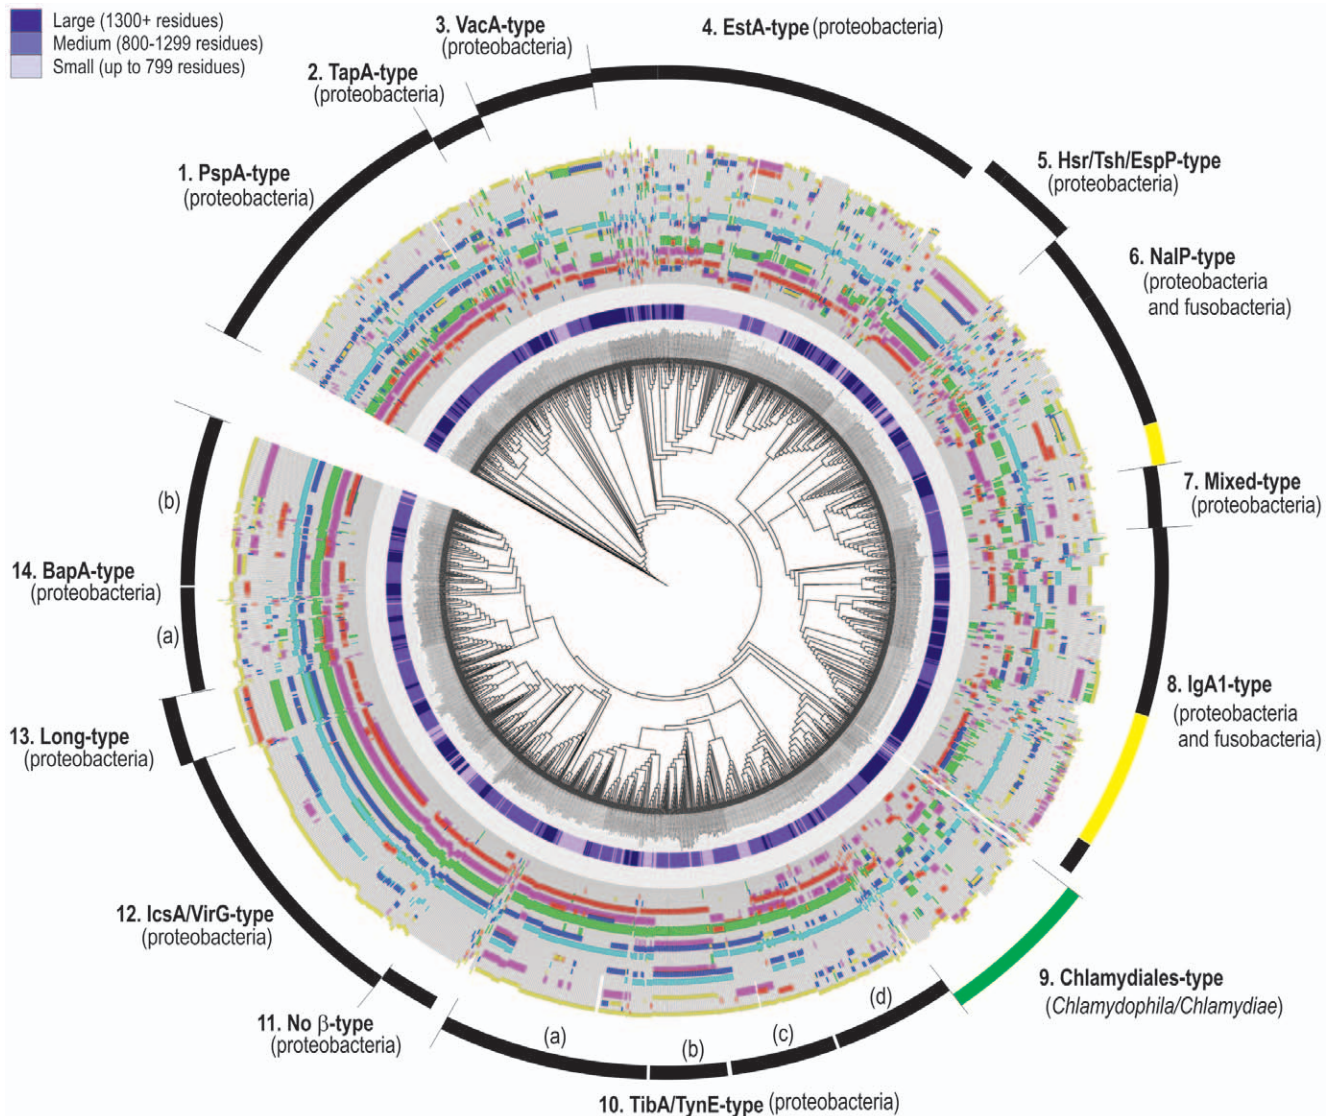 Large (1300+ residues)
Medium (800-1299 residues)
Small (up to 799 residues)
1. PspA-type
(proteobacteria)
2. TapA-type
(proteobacteria)
3. VacA-type
(proteobacteria)
4. EstA-type (proteobacteria)
5. Hsr/Tsh/EspP-type
(proteobacteria)
6. NalP-type
(proteobacteria
and fusobacteria)
7. Mixed-type
(proteobacteria)
8. IgA1-type
(proteobacteria
and fusobacteria)
9. Chlamydiales-type
(Chlamydophila/Chlamydiae)
(d)
(c)
(b)
(a)
10. TibA/TynE-type (proteobacteria)
11. No β-type
(proteobacteria)
12. IcsA/VirG-type
(proteobacteria)
13. Long-type
(proteobacteria)
(b)
14. BapA-type
(proteobacteria)
(a)